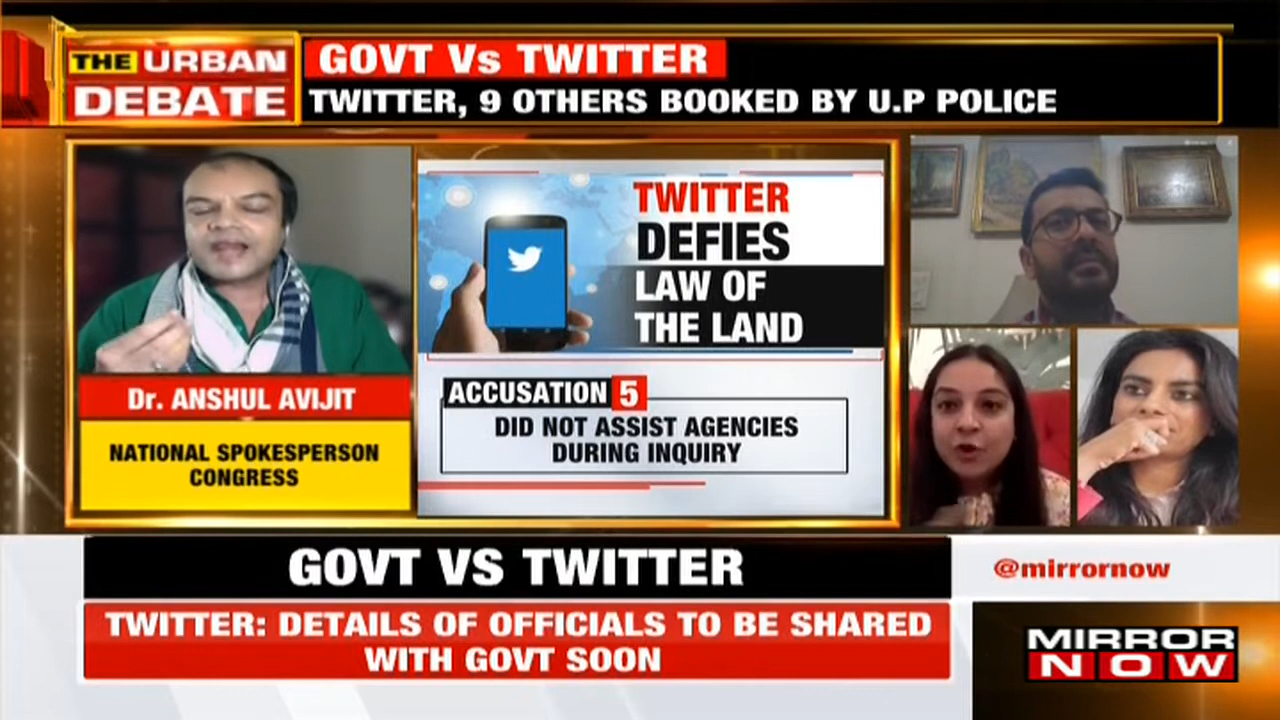 THE URBAN
DEBATE
GOVT Vs TWITTER
TWITTER, 9 OTHERS BOOKED BY U.P POLICE
Dr. ANSHUL AVIJIT
NATIONAL SPOKESPERSON
CONGRESS
TWITTER
DEFIES
LAW OF
THE LAND
ACCUSATION 5
DID NOT ASSIST AGENCIES
DURING INQUIRY
GOVT VS TWITTER
TWITTER: DETAILS OF OFFICIALS TO BE SHARED
WITH GOVT SOON
@mirrornow
MIRROR
NOW